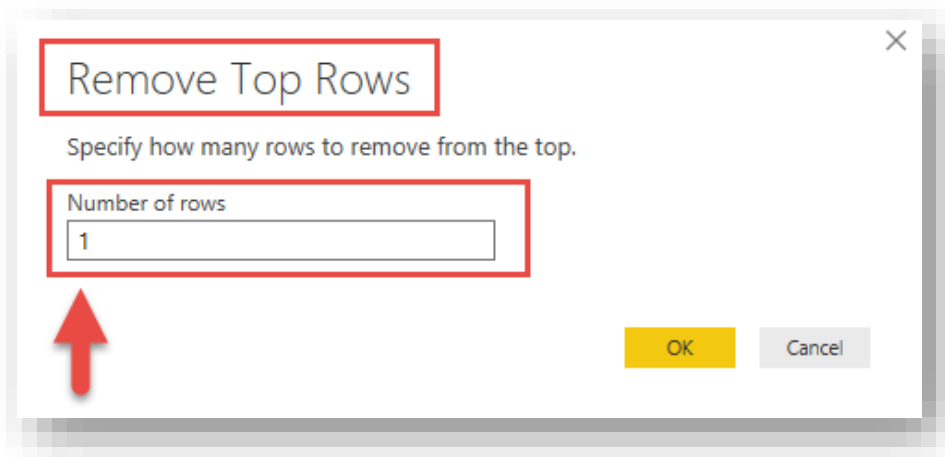 Remove Top Rows
Specify how many rows to remove from the top.
Number of rows
1
OK
Cancel